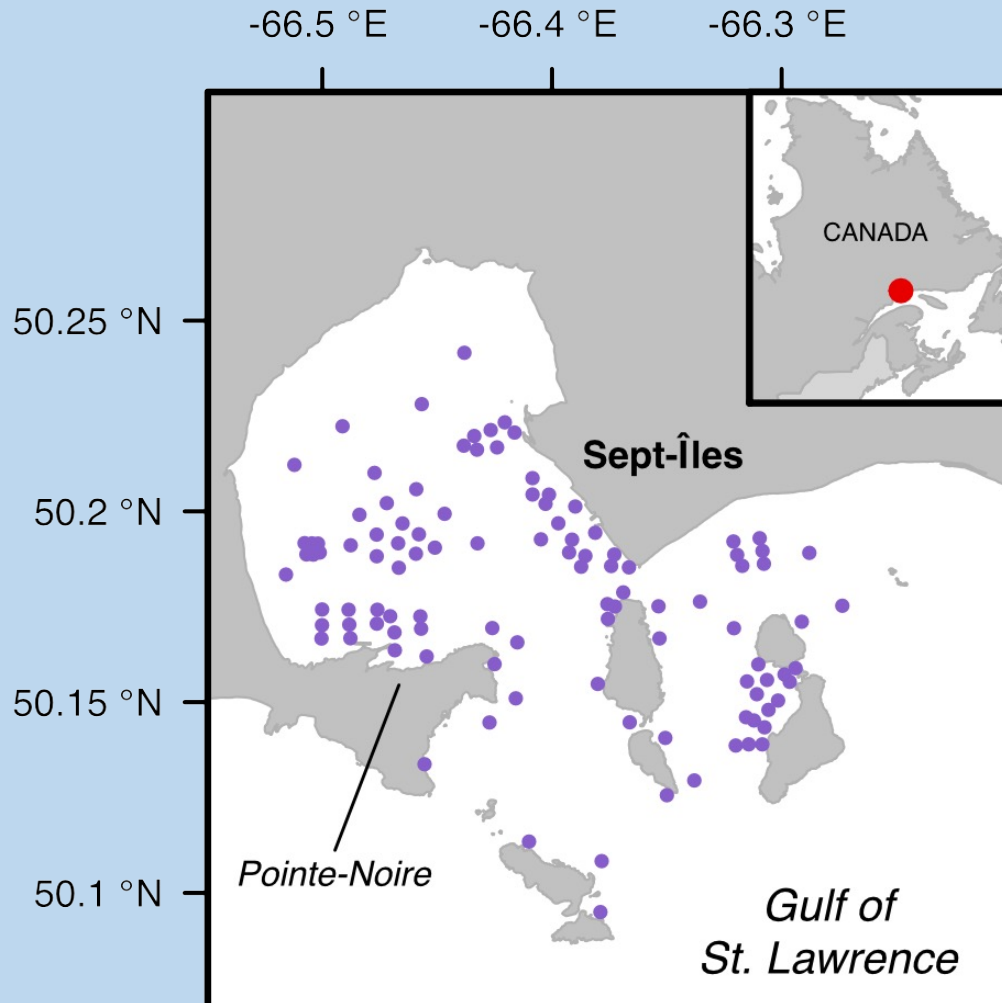 -66.5 °E
-66.4 °E
-66.3 °E
CANADA
50.25 °N
Sept-Îles
50.2 °N
50.15 °N
Pointe-Noire
50.1 °N
Gulf of
St. Lawrence